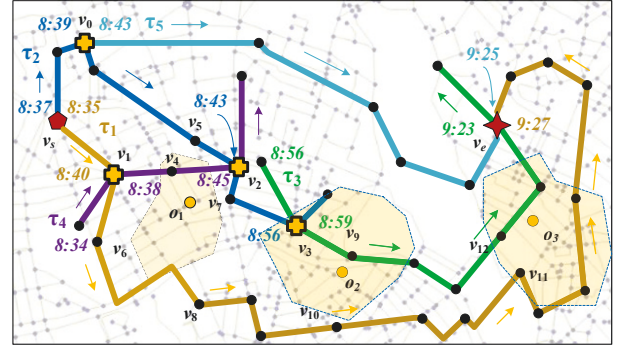 8:39 v₀ 8:43 τ₅
τ₂ 9:25
8:37 8:35 8:43
v_s τ₁ v₅ 9:23 v_e 9:27
8:40 v₁ v₄ 8:56
8:38 8:45 v₂ τ₃
τ₄ o₁ v₇
8:34 8:56 8:59
v₆ v₃ v₉ v₁₂ o₃
o₂ v₁₁
v₈ v₁₀